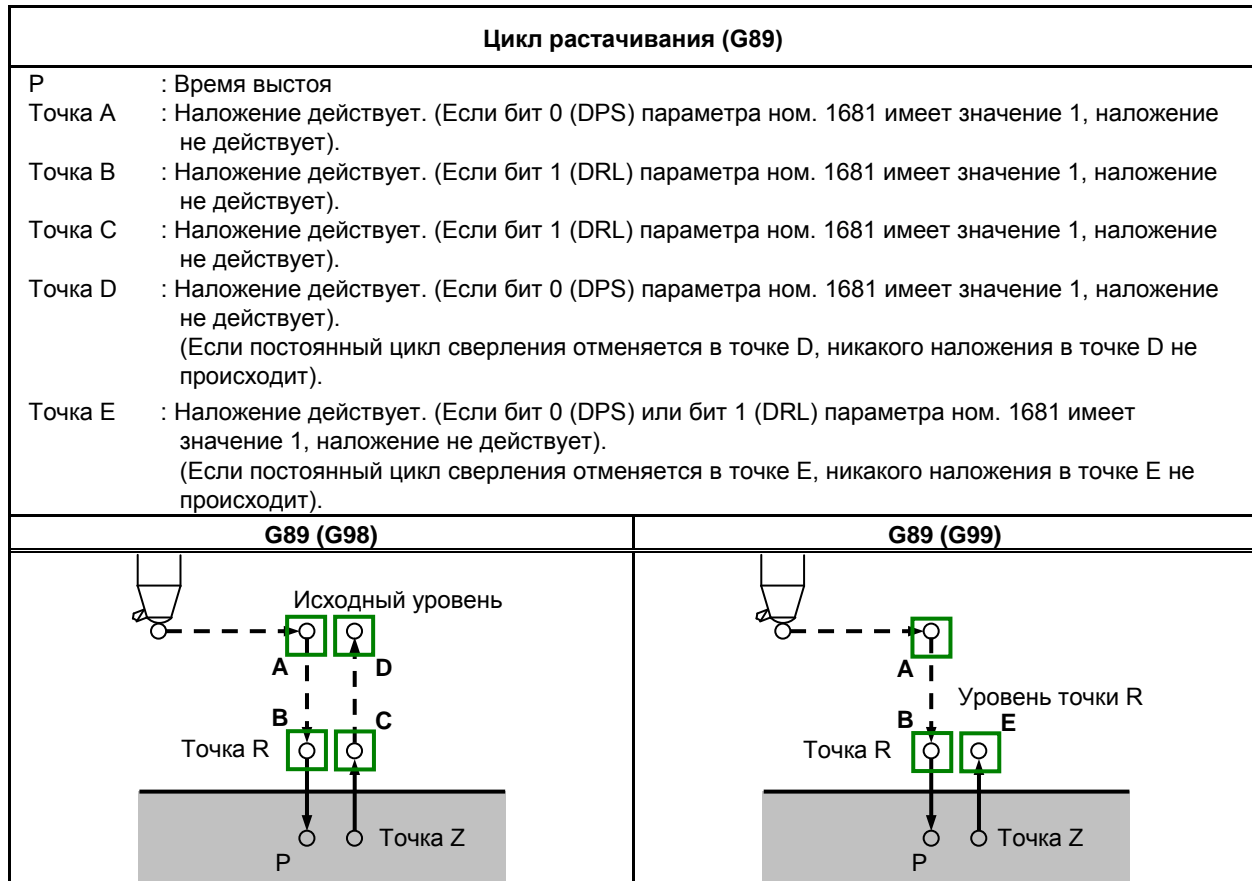 Цикл растачивания (G89)
P : Время выстоя
Точка A : Наложение действует. (Если бит 0 (DPS) параметра ном. 1681 имеет значение 1, наложение
не действует).
Точка B : Наложение действует. (Если бит 1 (DRL) параметра ном. 1681 имеет значение 1, наложение
не действует).
Точка C : Наложение действует. (Если бит 1 (DRL) параметра ном. 1681 имеет значение 1, наложение
не действует).
Точка D : Наложение действует. (Если бит 0 (DPS) параметра ном. 1681 имеет значение 1, наложение
не действует).
(Если постоянный цикл сверления отменяется в точке D, никакого наложения в точке D не
происходит).
Точка E : Наложение действует. (Если бит 0 (DPS) или бит 1 (DRL) параметра ном. 1681 имеет
значение 1, наложение не действует).
(Если постоянный цикл сверления отменяется в точке E, никакого наложения в точке E не
происходит).
G89 (G98)
G89 (G99)
Исходный уровень
A
D
B
C
Точка R
Точка Z
P
A
Уровень точки R
B
E
Точка R
Точка Z
P